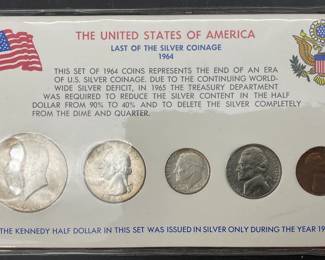 THE UNITED STATES OF AMERICA
LAST OF THE SILVER COINAGE
1964
THIS SET OF 1964 COINS REPRESENTS THE END OF AN ERA
OF U.S. SILVER COINAGE. DUE TO THE CONTINUING WORLD-
WIDE SILVER DEFICIT, IN 1965 THE TREASURY DEPARTMENT
WAS REQUIRED TO REDUCE THE SILVER CONTENT IN THE HALF
DOLLAR FROM 90% TO 40% AND TO DELETE THE SILVER COMPLETELY
FROM THE DIME AND QUARTER.
THE KENNEDY HALF DOLLAR IN THIS SET WAS ISSUED IN SILVER ONLY DURING THE YEAR 19